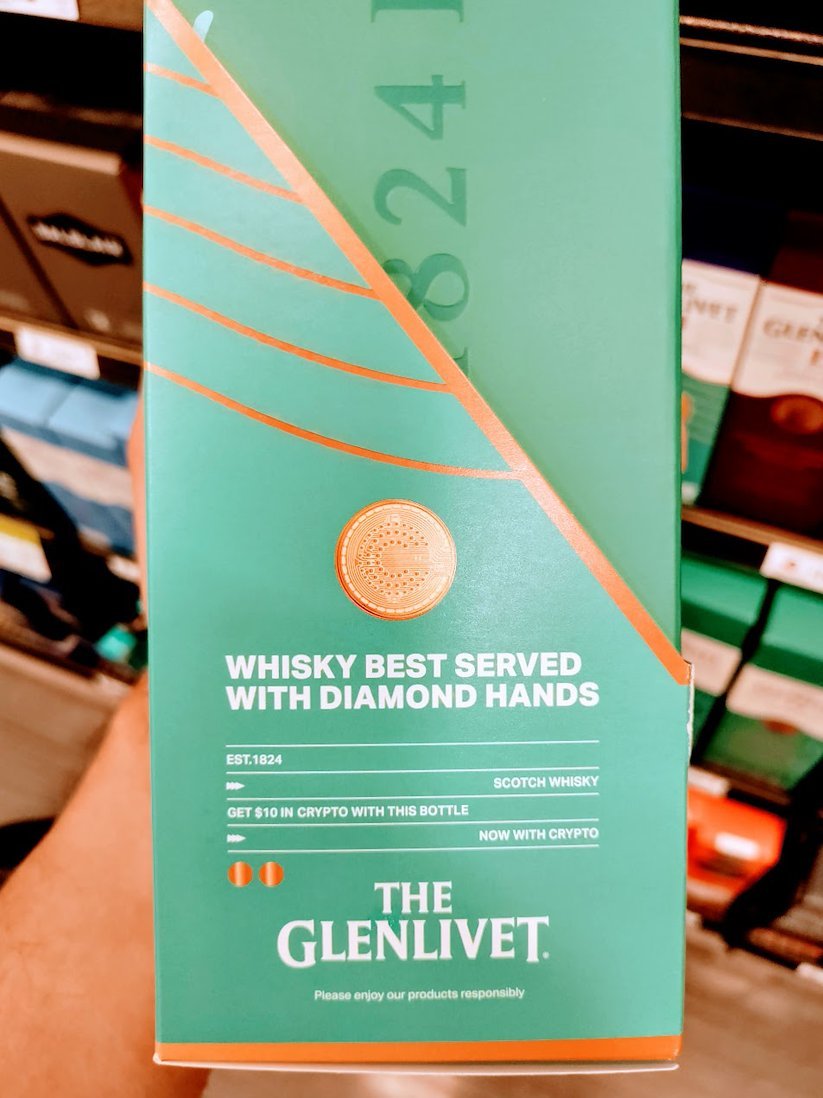 1824
WHISKY BEST SERVED
WITH DIAMOND HANDS
EST.1824
SCOTCH WHISKY
GET $10 IN CRYPTO WITH THIS BOTTLE
NOW WITH CRYPTO
THE
GLENLIVET.
Please enjoy our products responsibly